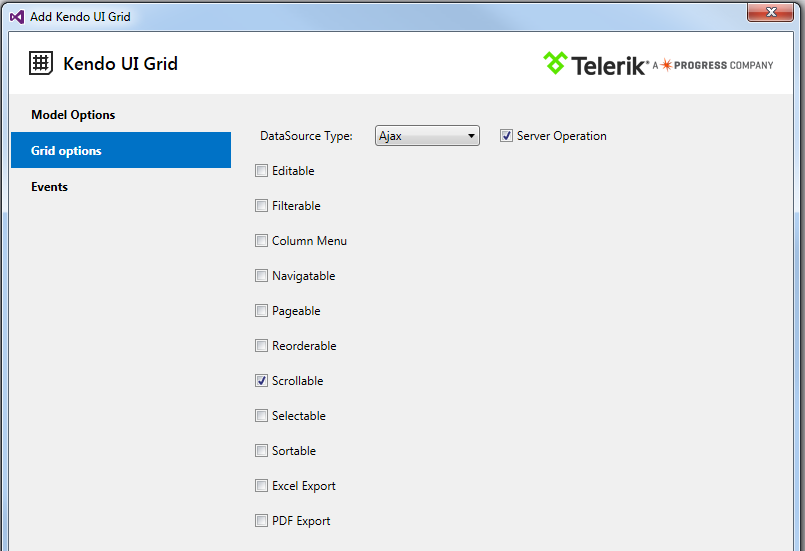 Add Kendo UI Grid
Kendo UI Grid
Telerik® A PROGRESS COMPANY
Model Options
Grid options
Events
DataSource Type: Ajax Server Operation
Editable
Filterable
Column Menu
Navigatable
Pageable
Reorderable
Scrollable
Selectable
Sortable
Excel Export
PDF Export